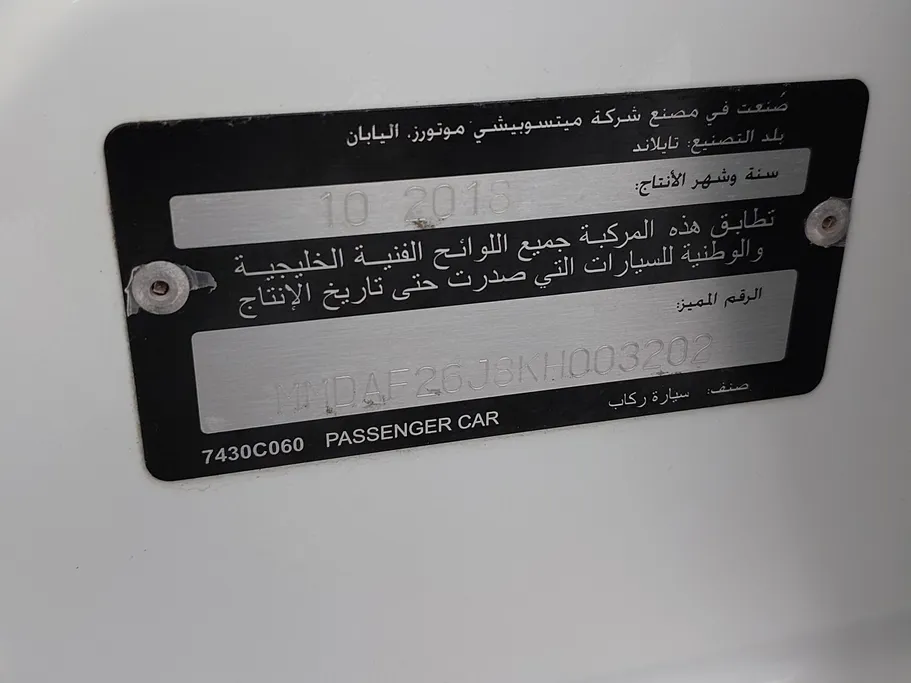 صُنعت في مصنع شركة ميتسوبيشي موتورز. اليابان
بلد التصنيع: تايلاند
سنة وشهر الأنتاج:
10 2018
تطابق هذه المركبة جميع اللوائح الفنية الخليجية
والوطنية للسيارات التي صدرت حتى تاريخ الإنتاج
الرقم المميز:
MMDAF26J8KH003202
صنف: سيارة ركاب
7430C060 PASSENGER CAR